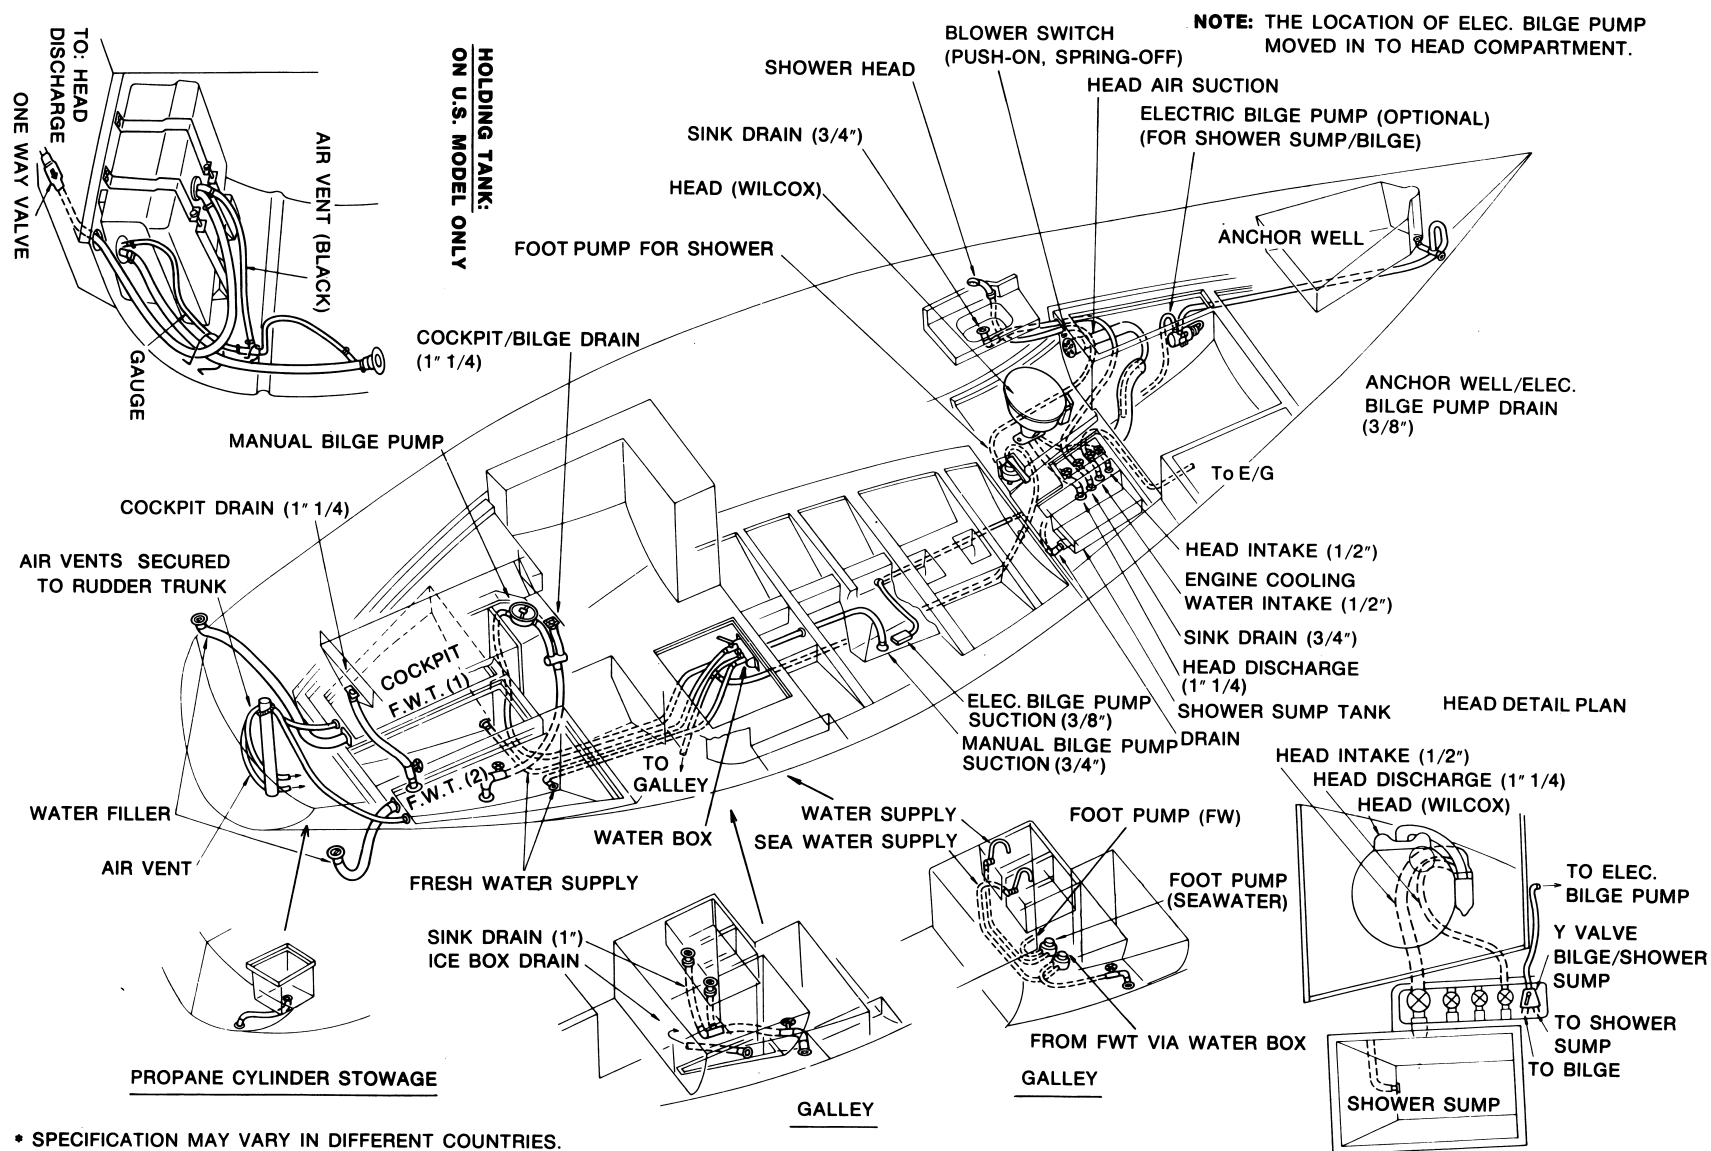 NOTE: THE LOCATION OF ELEC. BILGE PUMP
MOVED IN TO HEAD COMPARTMENT.
TO: HEAD
DISCHARGE
ONE WAY VALVE
AIR VENT (BLACK)
GAUGE
HOLDING TANK:
ON U.S. MODEL ONLY
BLOWER SWITCH
(PUSH-ON, SPRING-OFF)
SHOWER HEAD
HEAD AIR SUCTION
ELECTRIC BILGE PUMP (OPTIONAL)
(FOR SHOWER SUMP/BILGE)
SINK DRAIN (3/4")
HEAD (WILCOX)
FOOT PUMP FOR SHOWER
ANCHOR WELL
COCKPIT/BILGE DRAIN
(1" 1/4)
ANCHOR WELL/ELEC.
BILGE PUMP DRAIN
(3/8")
MANUAL BILGE PUMP
To E/G
COCKPIT DRAIN (1" 1/4)
AIR VENTS SECURED
TO RUDDER TRUNK
HEAD INTAKE (1/2")
ENGINE COOLING
WATER INTAKE (1/2")
SINK DRAIN (3/4")
HEAD DISCHARGE
(1" 1/4)
SHOWER SUMP TANK
DRAIN
COCKPIT
F.W.T. (1)
F.W.T. (2)
ELEC. BILGE PUMP
SUCTION (3/8")
MANUAL BILGE PUMP
SUCTION (3/4")
TO
GALLEY
WATER FILLER
AIR VENT
WATER BOX
FRESH WATER SUPPLY
HEAD DETAIL PLAN
HEAD INTAKE (1/2")
HEAD DISCHARGE (1" 1/4)
HEAD (WILCOX)
TO ELEC.
BILGE PUMP
Y VALVE
BILGE/SHOWER
SUMP
TO SHOWER
SUMP
TO BILGE
SHOWER SUMP
WATER SUPPLY
SEA WATER SUPPLY
FOOT PUMP (FW)
FOOT PUMP
(SEAWATER)
FROM FWT VIA WATER BOX
GALLEY
SINK DRAIN (1")
ICE BOX DRAIN
GALLEY
PROPANE CYLINDER STOWAGE
* SPECIFICATION MAY VARY IN DIFFERENT COUNTRIES.